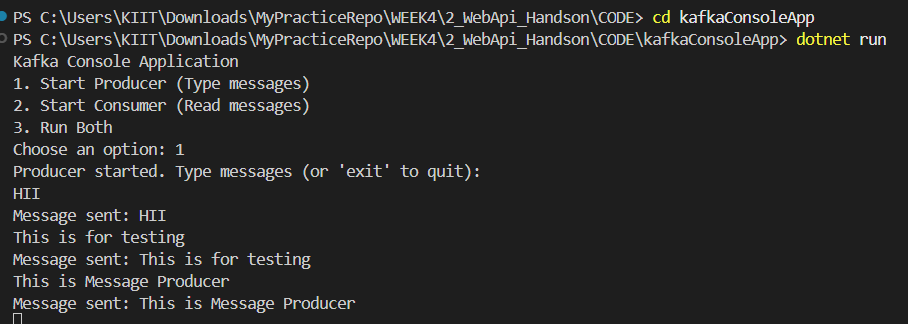 PS C:\Users\KIIT\Downloads\MyPracticeRepo\WEEK4\2_WebApi_Handson\CODE> cd kafkaConsoleApp
PS C:\Users\KIIT\Downloads\MyPracticeRepo\WEEK4\2_WebApi_Handson\CODE\kafkaConsoleApp> dotnet run
Kafka Console Application
1. Start Producer (Type messages)
2. Start Consumer (Read messages)
3. Run Both
Choose an option: 1
Producer started. Type messages (or 'exit' to quit):
HII
Message sent: HII
This is for testing
Message sent: This is for testing
This is Message Producer
Message sent: This is Message Producer